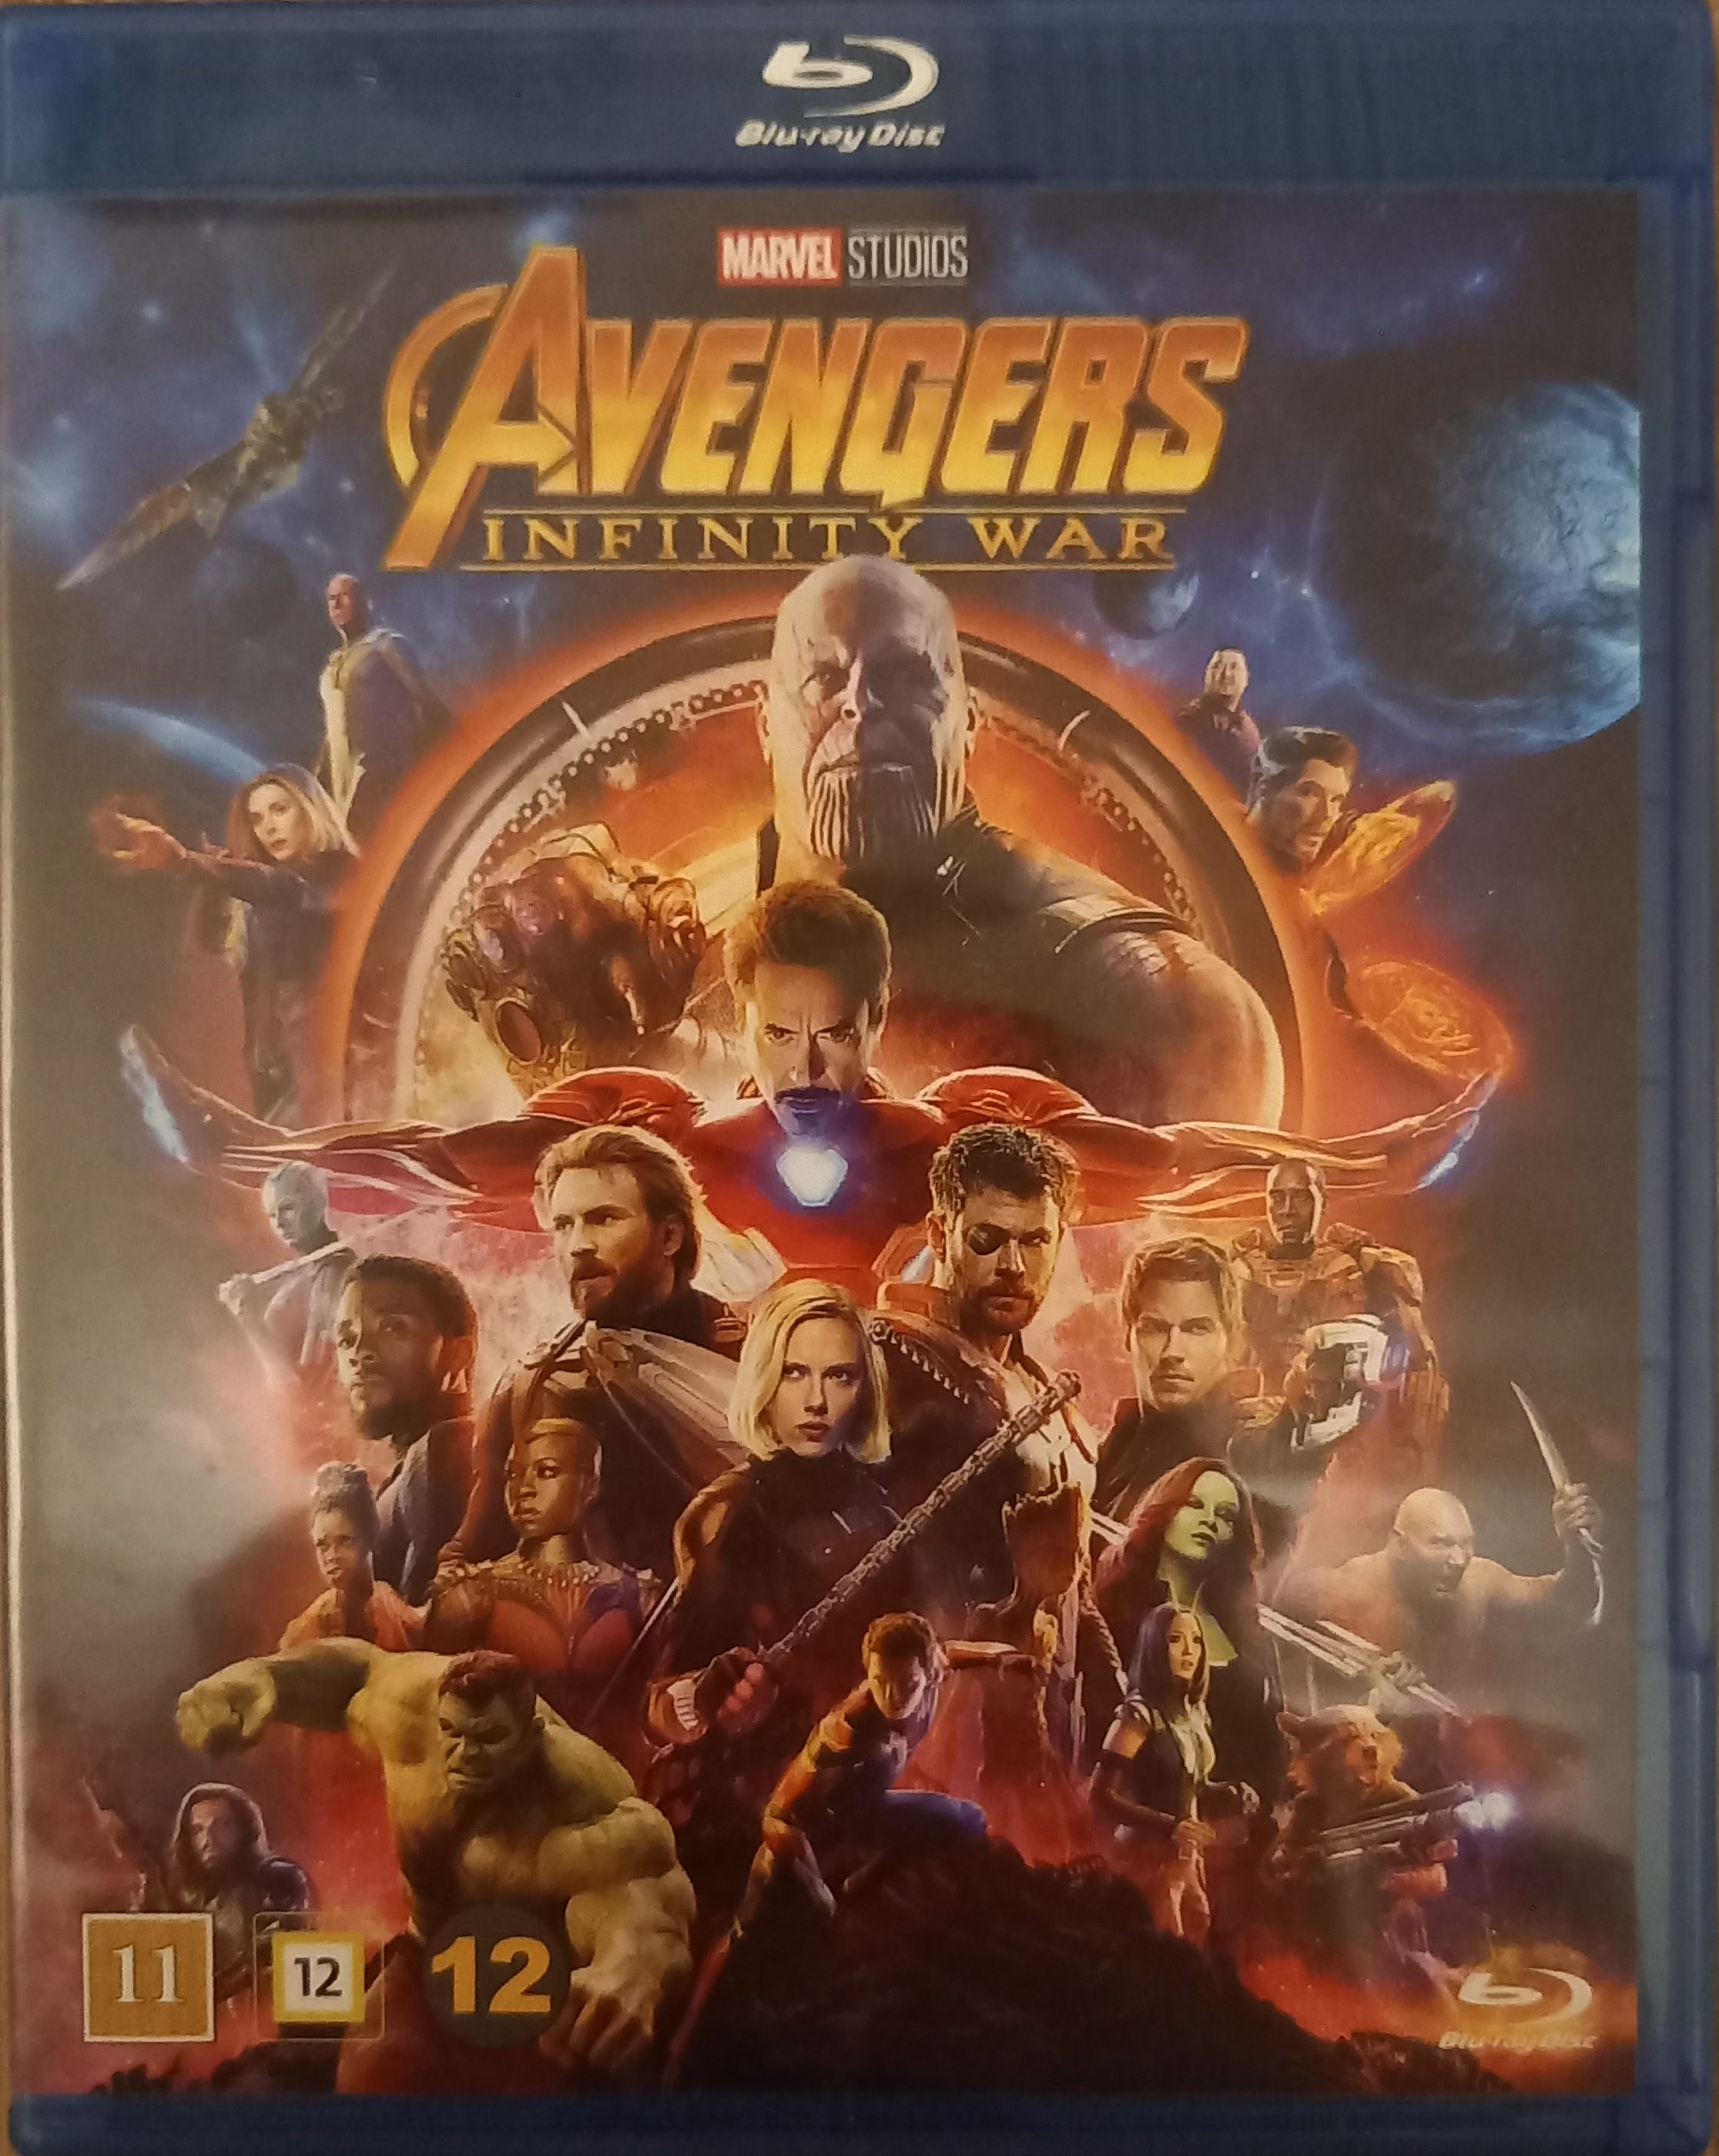 Blu-ray Disc
MARVEL STUDIOS
AVENGERS
INFINITY WAR
11
12
12
Blu-ray Disc